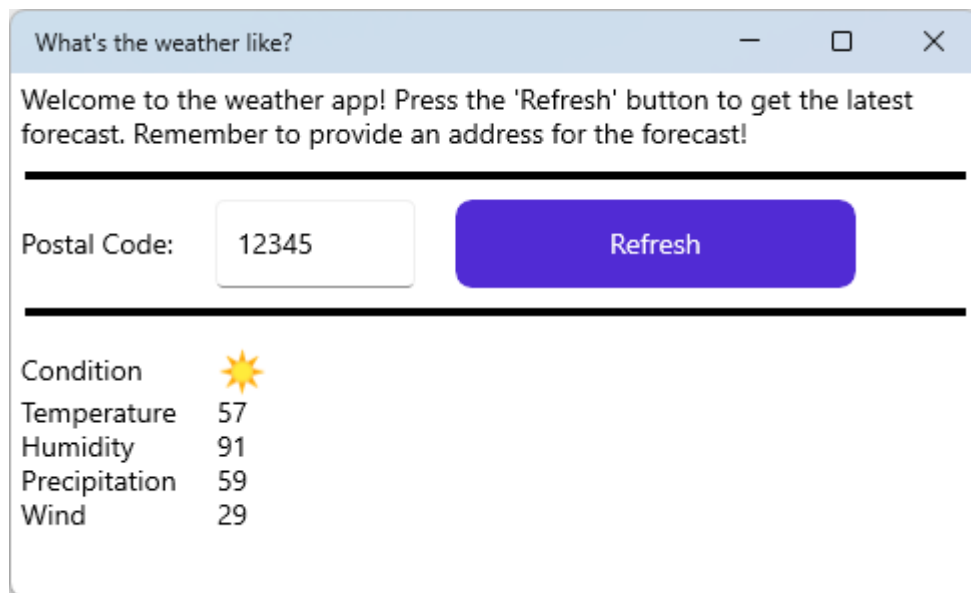 What's the weather like?
Welcome to the weather app! Press the 'Refresh' button to get the latest
forecast. Remember to provide an address for the forecast!
Postal Code: 12345 Refresh
Condition
Temperature 57
Humidity 91
Precipitation 59
Wind 29